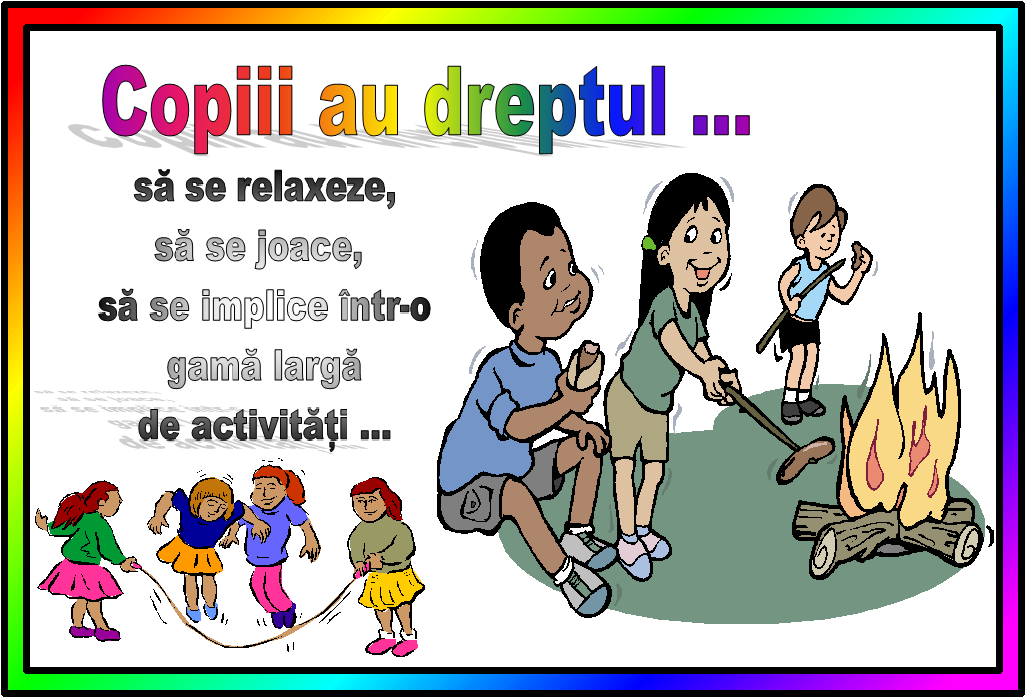 Copiii au dreptul ...
să se relaxeze,
să se joace,
să se implice într-o
gamă largă
de activități ...